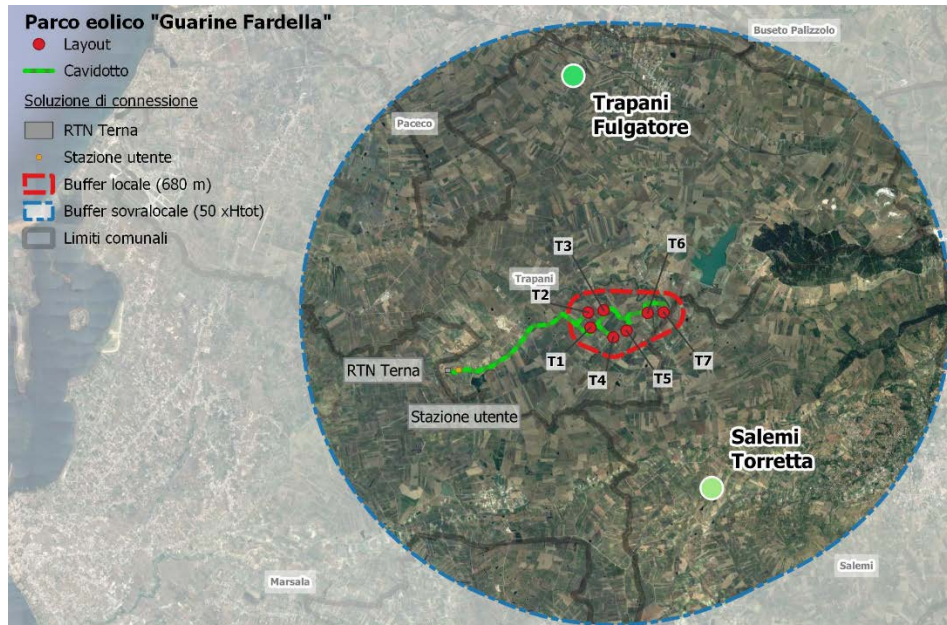 Parco eolico "Guarine Fardella"
Layout
Cavidotto
Soluzione di connessione
RTN Terna
Stazione utente
Buffer locale (680 m)
Buffer sovralocale (50 xHtot)
Limiti comunali
Buseto Palizzolo
Paceco
Trapani
Fulgatore
T3
T6
Trapani
T2
T1
T4
T5
T7
RTN Terna
Stazione utente
Salemi
Torretta
Marsala
Salemi